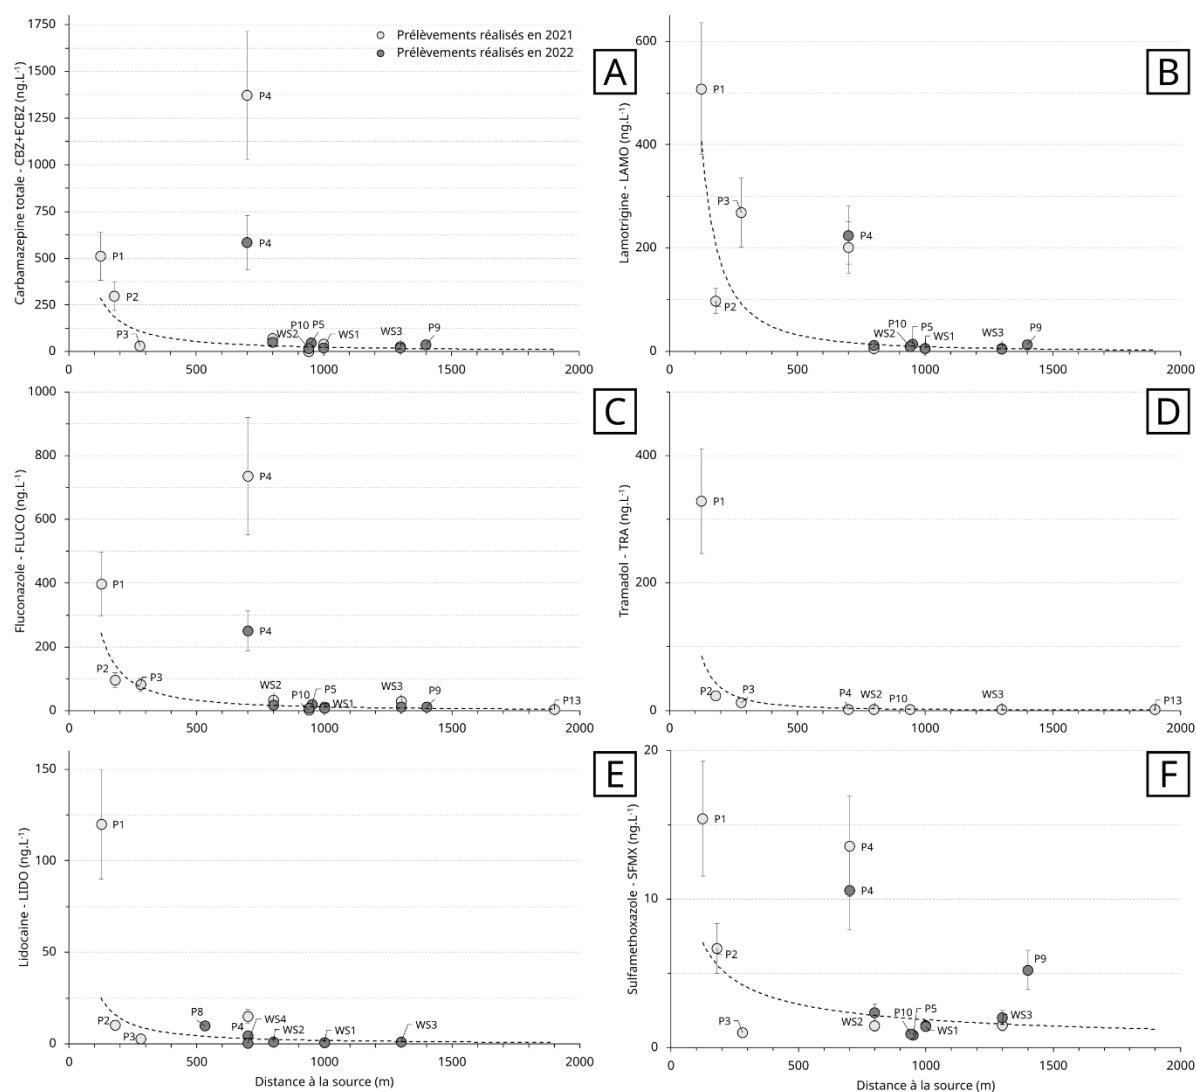 Prélèvements réalisés en 2021
Prélèvements réalisés en 2022
A
Carbamazepine totale - CBZ+ECBZ (ng.L⁻¹)
1750
1500
1250
1000
750
500
250
0
P4
P4
P1
P2
P3
WS2
P10
P5
WS1
WS3
P9
0
500
1000
1500
2000
B
Lamotrigine - LAMO (ng.L⁻¹)
600
400
200
0
P1
P3
P2
P4
P10
WS2
P5
WS1
WS3
P9
0
500
1000
1500
2000
C
Fluconazole - FLUCO (ng.L⁻¹)
1000
800
600
400
200
0
P4
P1
P4
P2
P3
WS2
P10
P5
WS1
WS3
P9
P13
0
500
1000
1500
2000
D
Tramadol - TRA (ng.L⁻¹)
400
200
0
P1
P2
P3
P4
WS2
P10
WS3
P13
0
500
1000
1500
2000
E
Lidocaine - LIDO (ng.L⁻¹)
150
100
50
0
P1
P2
P3
P8
P4
WS4
WS2
WS1
WS3
0
500
1000
1500
2000
Distance à la source (m)
F
Sulfamethoxazole - SFMX (ng.L⁻¹)
20
10
0
P1
P4
P4
P2
P3
P9
WS2
P10
P5
WS1
WS3
0
500
1000
1500
2000
Distance à la source (m)